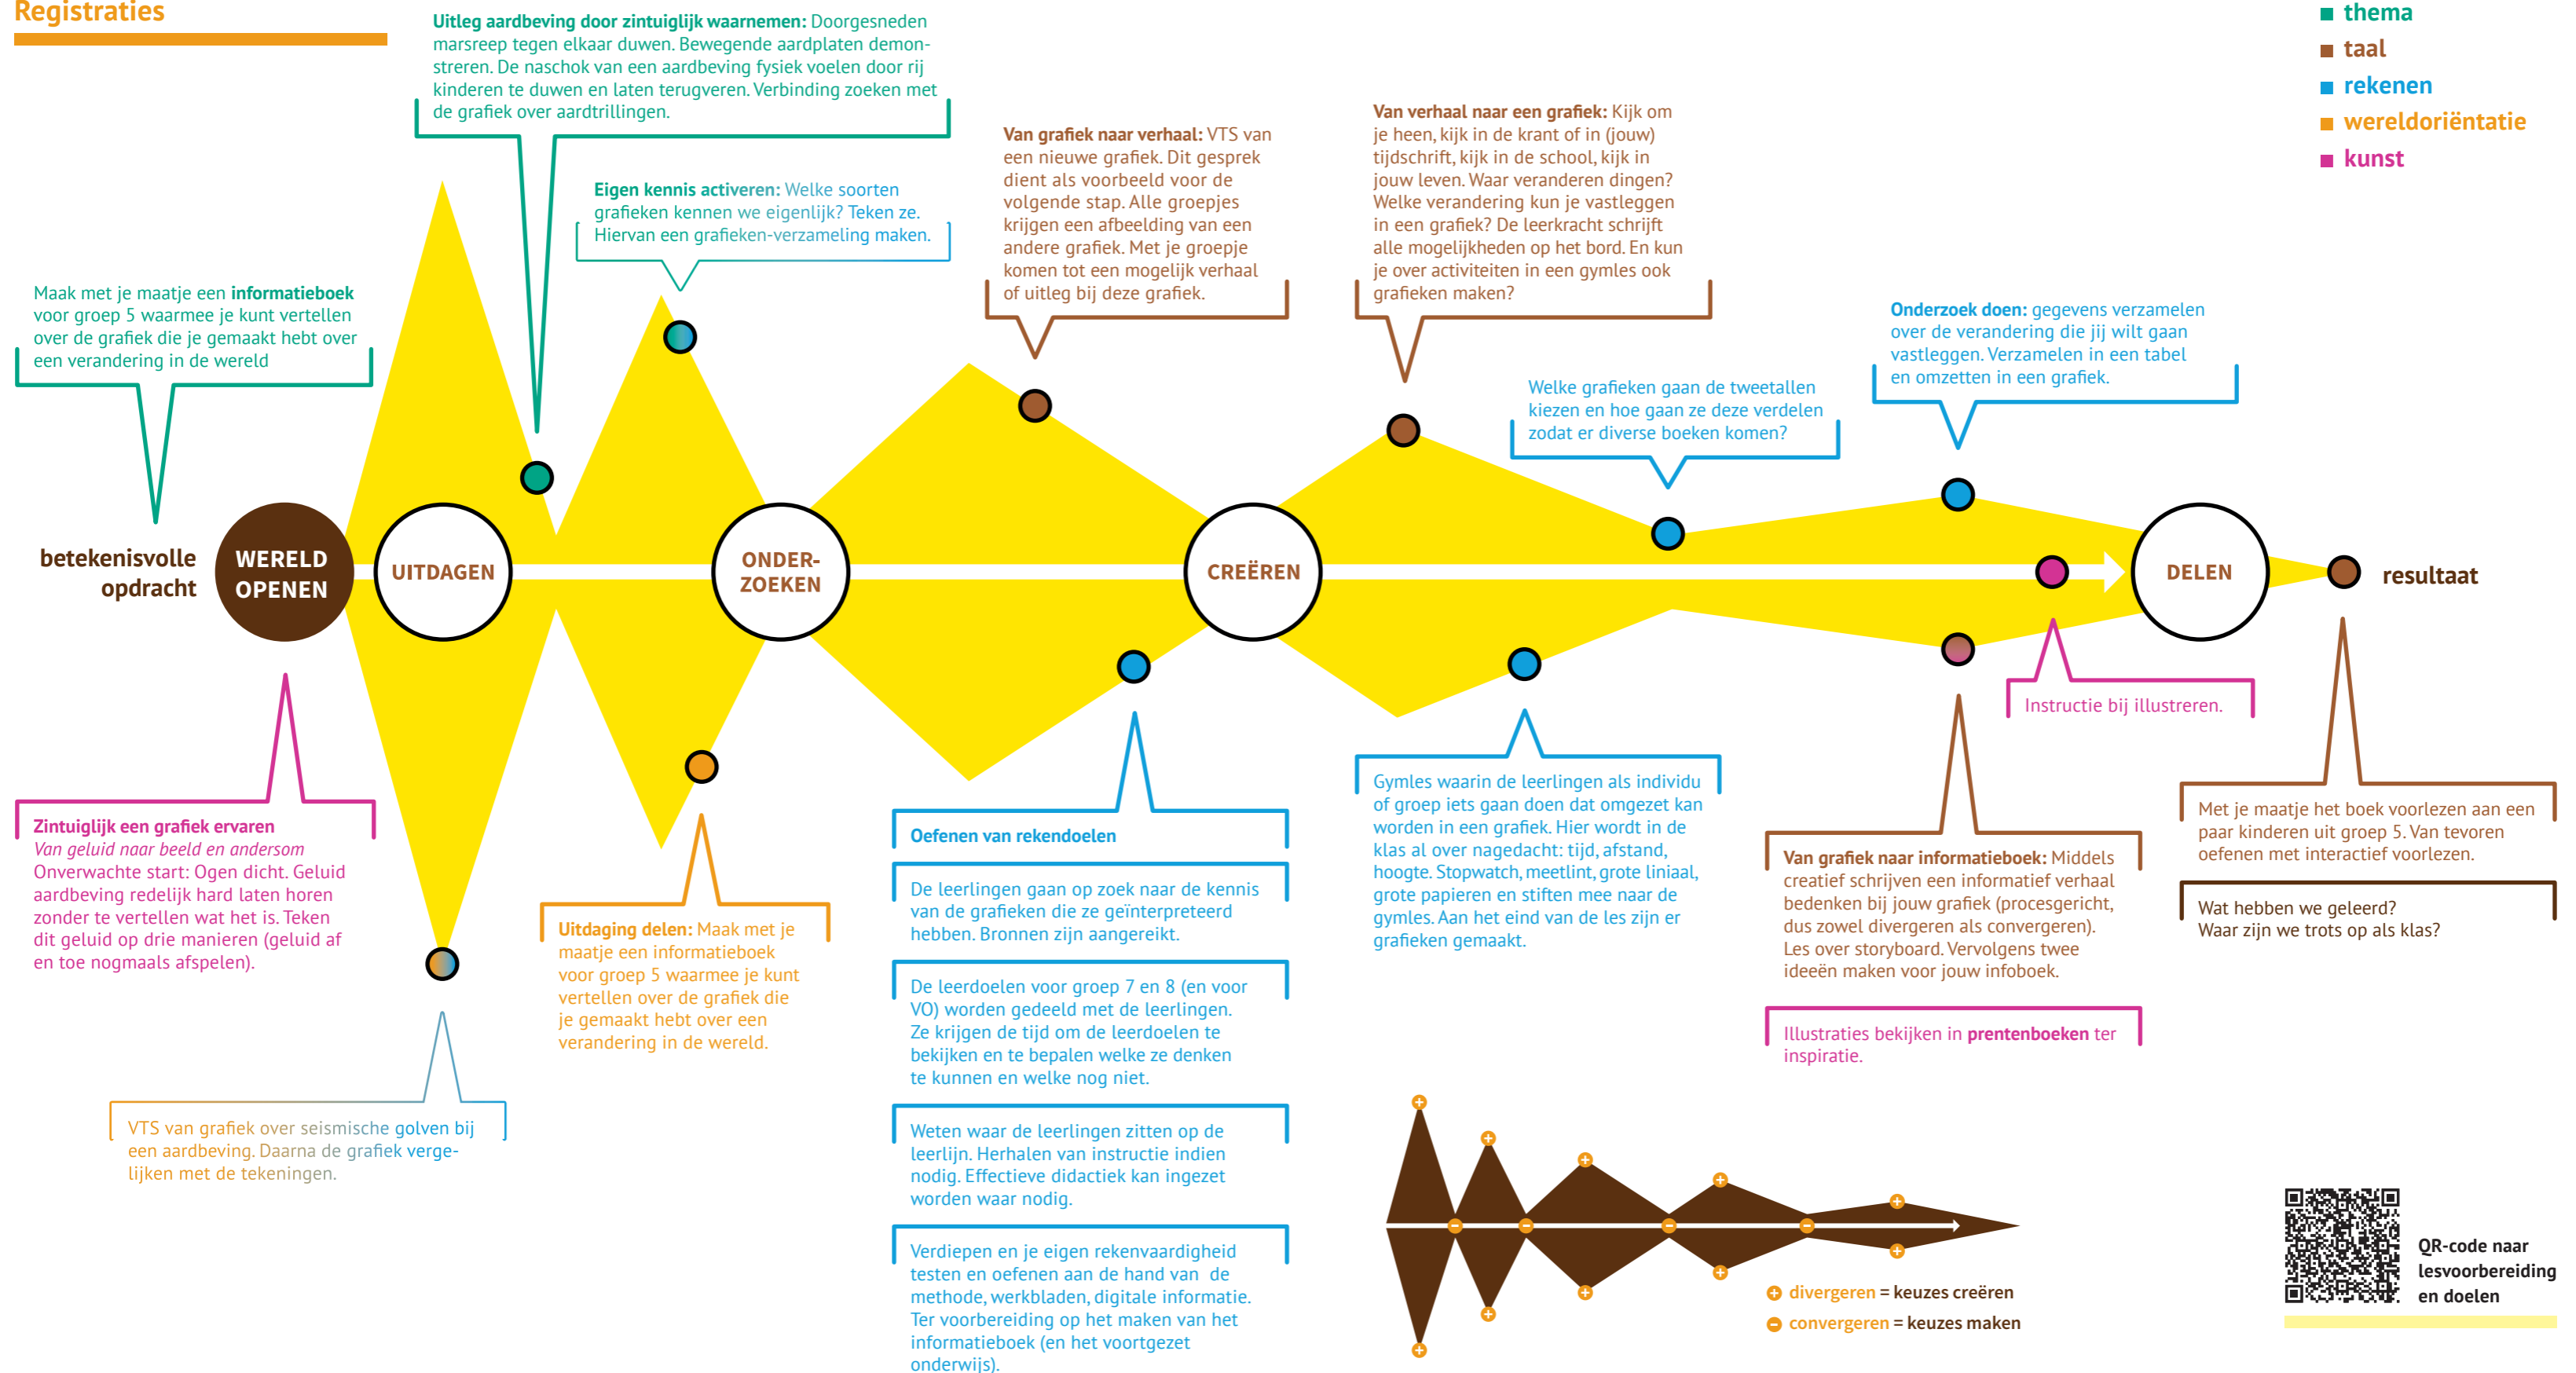 Registraties
Uitleg aardbeving door zintuiglijk waarnemen: Doorgesneden
marsreep tegen elkaar duwen. Bewegende aardplaten demon-
streren. De naschok van een aardbeving fysiek voelen door rij
kinderen te duwen en laten terugveren. Verbinding zoeken met
de grafiek over aardtrillingen.
thema
taal
rekenen
wereldoriëntatie
kunst
Eigen kennis activeren: Welke soorten
grafieken kennen we eigenlijk? Teken ze.
Hiervan een grafieken-verzameling maken.
Van grafiek naar verhaal: VTS van
een nieuwe grafiek. Dit gesprek
dient als voorbeeld voor de
volgende stap. Alle groepjes
krijgen een afbeelding van een
andere grafiek. Met je groepje
komen tot een mogelijk verhaal
of uitleg bij deze grafiek.
Van verhaal naar een grafiek: Kijk om
je heen, kijk in de krant of in (jouw)
tijdschrift, kijk in de school, kijk in
jouw leven. Waar veranderen dingen?
Welke verandering kun je vastleggen
in een grafiek? De leerkracht schrijft
alle mogelijkheden op het bord. En kun
je over activiteiten in een gymles ook
grafieken maken?
Maak met je maatje een informatieboek
voor groep 5 waarmee je kunt vertellen
over de grafiek die je gemaakt hebt over
een verandering in de wereld
Onderzoek doen: gegevens verzamelen
over de verandering die jij wilt gaan
vastleggen. Verzamelen in een tabel
en omzetten in een grafiek.
Welke grafieken gaan de tweetallen
kiezen en hoe gaan ze deze verdelen
zodat er diverse boeken komen?
betekenisvolle
opdracht
WERELD
OPENEN
UITDAGEN
ONDER-
ZOEKEN
CREËREN
DELEN
resultaat
Instructie bij illustreren.
Zintuiglijk een grafiek ervaren
Van geluid naar beeld en andersom
Onverwachte start: Ogen dicht. Geluid
aardbeving redelijk hard laten horen
zonder te vertellen wat het is. Teken
dit geluid op drie manieren (geluid af
en toe nogmaals afspelen).
VTS van grafiek over seismische golven bij
een aardbeving. Daarna de grafiek verge-
lijken met de tekeningen.
Uitdaging delen: Maak met je
maatje een informatieboek
voor groep 5 waarmee je kunt
vertellen over de grafiek die
je gemaakt hebt over een
verandering in de wereld.
Oefenen van rekendoelen
De leerlingen gaan op zoek naar de kennis
van de grafieken die ze geïnterpreteerd
hebben. Bronnen zijn aangereikt.
De leerdoelen voor groep 7 en 8 (en voor
VO) worden gedeeld met de leerlingen.
Ze krijgen de tijd om de leerdoelen te
bekijken en te bepalen welke ze denken
te kunnen en welke nog niet.
Weten waar de leerlingen zitten op de
leerlijn. Herhalen van instructie indien
nodig. Effectieve didactiek kan ingezet
worden waar nodig.
Verdiepen en je eigen rekenvaardigheid
testen en oefenen aan de hand van de
methode, werkbladen, digitale informatie.
Ter voorbereiding op het maken van het
informatieboek (en het voortgezet
onderwijs).
Gymles waarin de leerlingen als individu
of groep iets gaan doen dat omgezet kan
worden in een grafiek. Hier wordt in de
klas al over nagedacht: tijd, afstand,
hoogte. Stopwatch, meetlint, grote liniaal,
grote papieren en stiften mee naar de
gymles. Aan het eind van de les zijn er
grafieken gemaakt.
Van grafiek naar informatieboek: Middels
creatief schrijven een informatief verhaal
bedenken bij jouw grafiek (procesgericht,
dus zowel divergeren als convergeren).
Les over storyboard. Vervolgens twee
ideeën maken voor jouw infoboek.
Illustraties bekijken in prentenboeken ter
inspiratie.
Met je maatje het boek voorlezen aan een
paar kinderen uit groep 5. Van tevoren
oefenen met interactief voorlezen.
Wat hebben we geleerd?
Waar zijn we trots op als klas?
divergeren = keuzes creëren
convergeren = keuzes maken
QR-code naar
lesvoorbereiding
en doelen